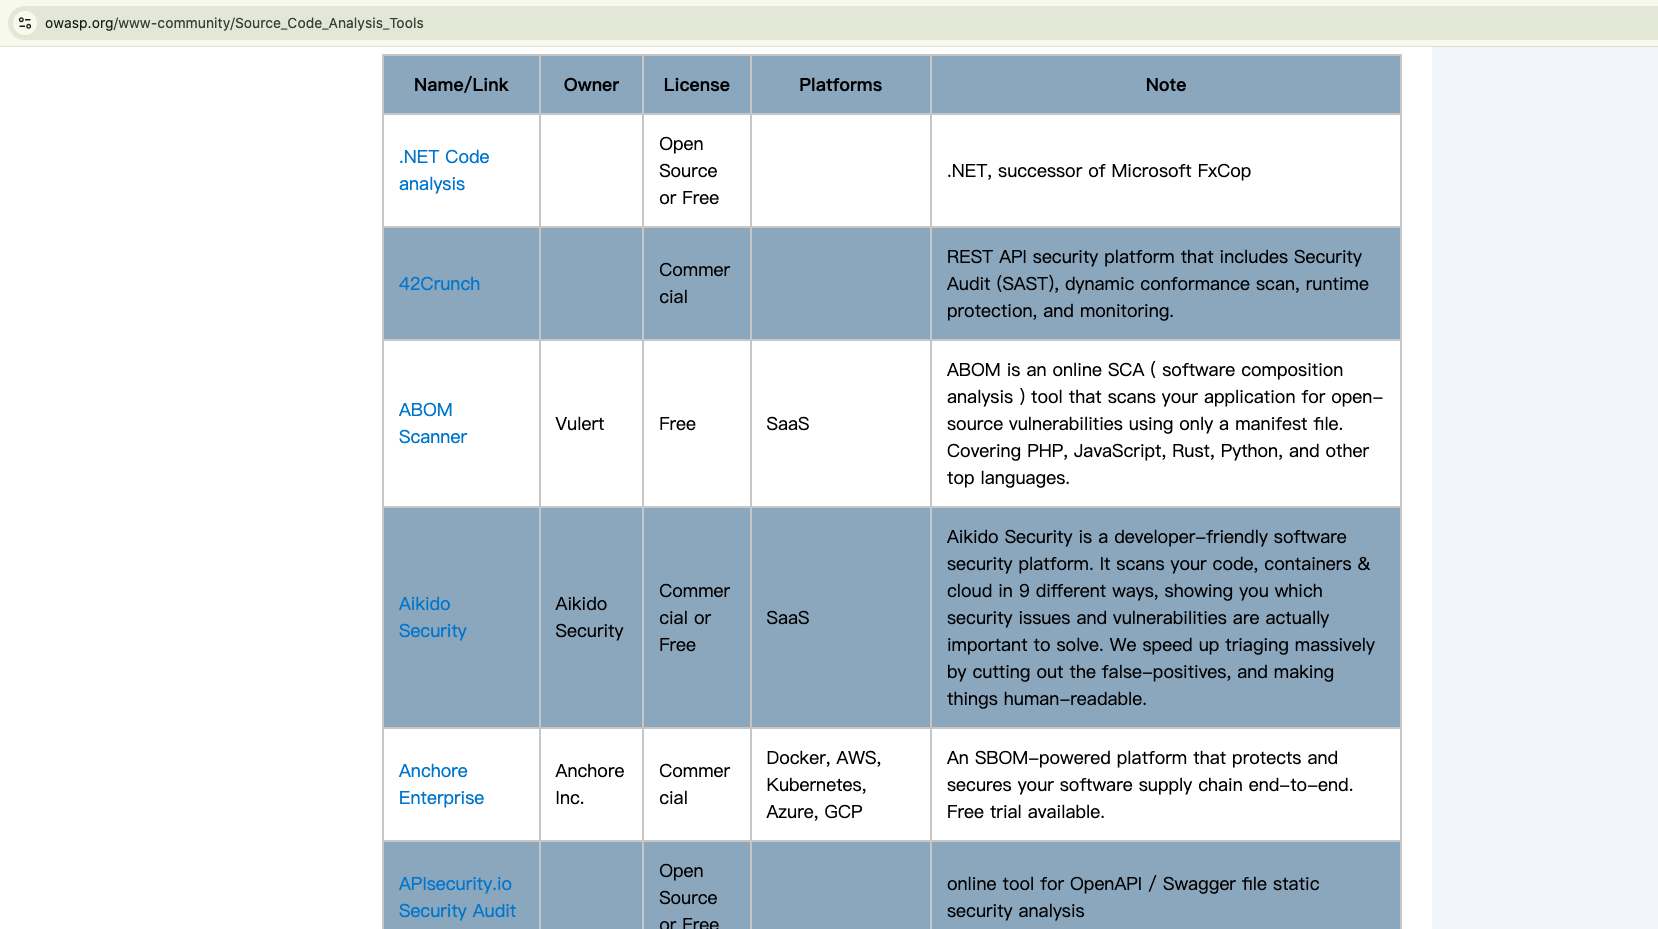 owasp.org/www-community/Source_Code_Analysis_Tools
Name/Link Owner License Platforms Note
.NET Code
analysis
Open
Source
or Free
.NET, successor of Microsoft FxCop
42Crunch
Commer
cial
REST API security platform that includes Security
Audit (SAST), dynamic conformance scan, runtime
protection, and monitoring.
ABOM
Scanner
Vulert
Free
SaaS
ABOM is an online SCA ( software composition
analysis ) tool that scans your application for open-
source vulnerabilities using only a manifest file.
Covering PHP, JavaScript, Rust, Python, and other
top languages.
Aikido
Security
Aikido
Security
Commer
cial or
Free
SaaS
Aikido Security is a developer-friendly software
security platform. It scans your code, containers &
cloud in 9 different ways, showing you which
security issues and vulnerabilities are actually
important to solve. We speed up triaging massively
by cutting out the false-positives, and making
things human-readable.
Anchore
Enterprise
Anchore
Inc.
Commer
cial
Docker, AWS,
Kubernetes,
Azure, GCP
An SBOM-powered platform that protects and
secures your software supply chain end-to-end.
Free trial available.
APIsecurity.io
Security Audit
Open
Source
or Free
online tool for OpenAPI / Swagger file static
security analysis